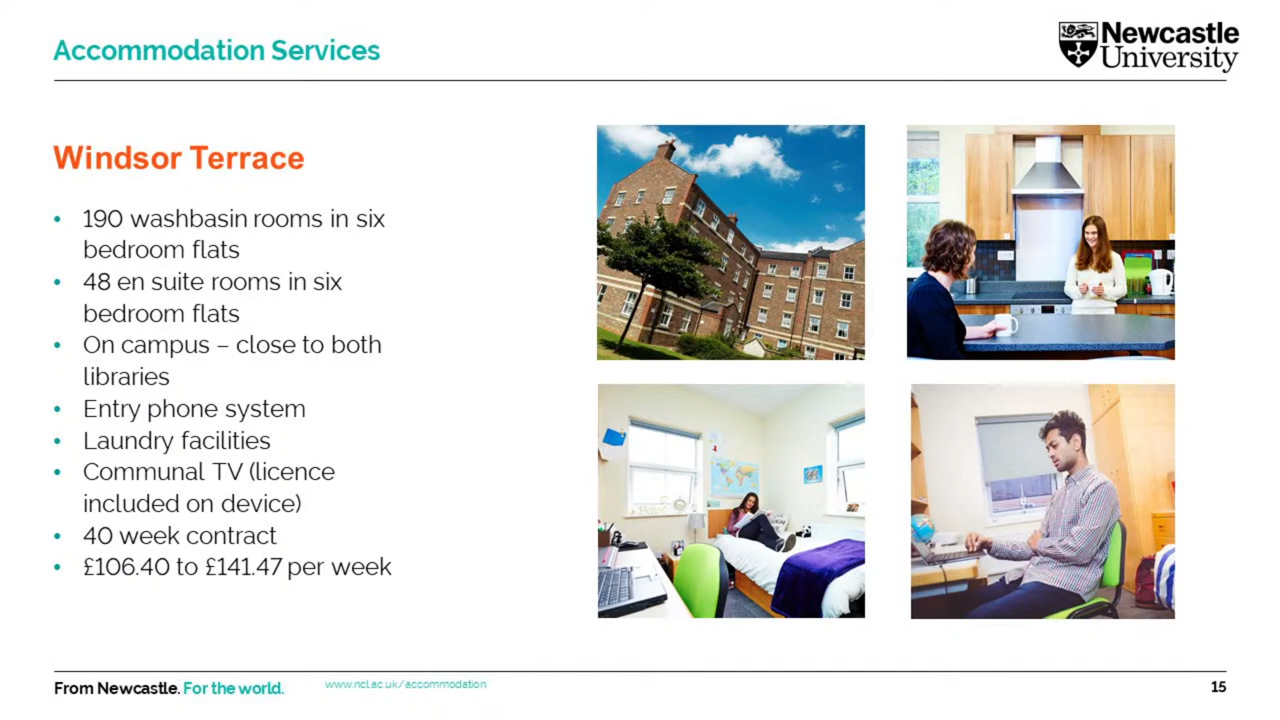 Accommodation Services
Newcastle
University
Windsor Terrace
• 190 washbasin rooms in six
bedroom flats
• 48 en suite rooms in six
bedroom flats
• On campus – close to both
libraries
• Entry phone system
• Laundry facilities
• Communal TV (licence
included on device)
• 40 week contract
• £106.40 to £141.47 per week
From Newcastle. For the world.
www.ncl.ac.uk/accommodation
15